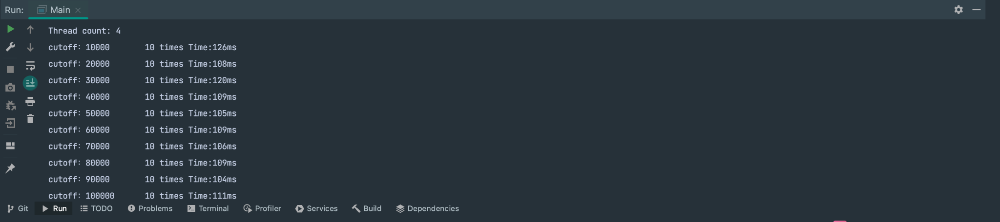 Run: Main
Thread count: 4
cutoff: 10000 10 times Time:126ms
cutoff: 20000 10 times Time:108ms
cutoff: 30000 10 times Time:120ms
cutoff: 40000 10 times Time:109ms
cutoff: 50000 10 times Time:105ms
cutoff: 60000 10 times Time:109ms
cutoff: 70000 10 times Time:106ms
cutoff: 80000 10 times Time:109ms
cutoff: 90000 10 times Time:104ms
cutoff: 100000 10 times Time:111ms
Git Run TODO Problems Terminal Profiler Services Build Dependencies